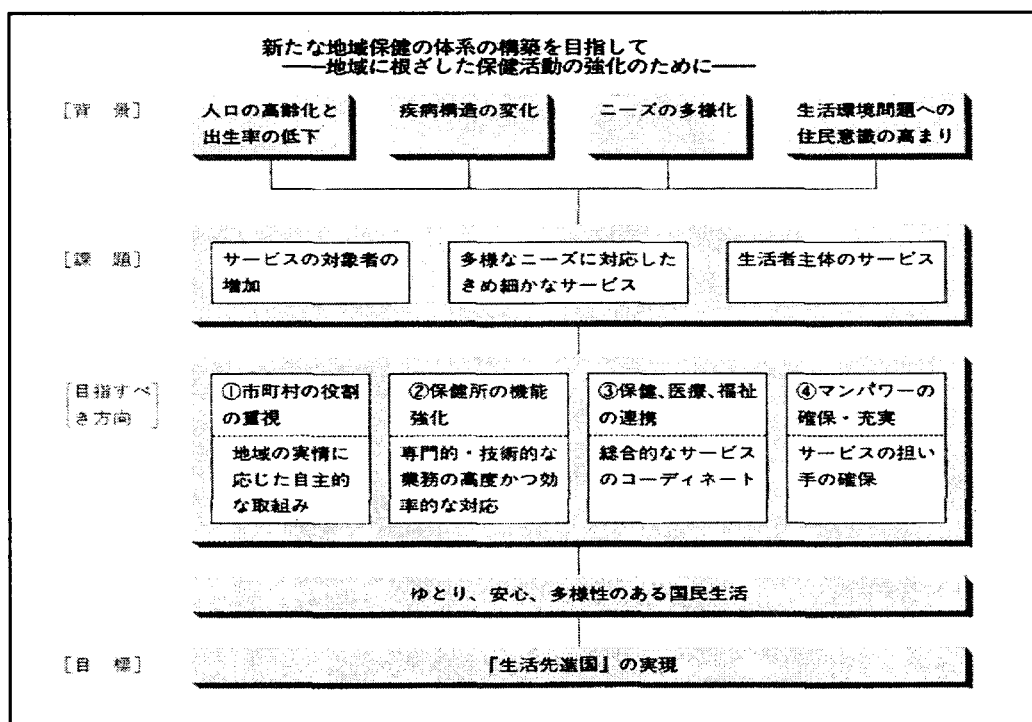 新たな地域保健の体系の構築を目指して
——地域に根ざした保健活動の強化のために——
［背　景］
人口の高齢化と
出生率の低下
疾病構造の変化
ニーズの多様化
生活環境問題への
住民意識の高まり
［課　題］
サービスの対象者の
増加
多様なニーズに対応した
きめ細かなサービス
生活者主体のサービス
［目指すべ
き方向］
①市町村の役割
の重視
地域の実情に
応じた自主的
な取組み
②保健所の機能
強化
専門的・技術的な
業務の高度かつ効
率的な対応
③保健、医療、福祉
の連携
総合的なサービス
のコーディネート
④マンパワーの
確保・充実
サービスの担い
手の確保
ゆとり、安心、多様性のある国民生活
［目　標］
『生活先進国』の実現